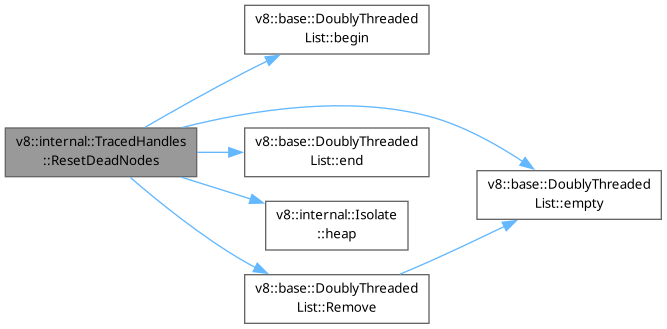 v8::base::DoublyThreaded
List::begin
v8::internal::TracedHandles
::ResetDeadNodes
v8::base::DoublyThreaded
List::end
v8::base::DoublyThreaded
List::empty
v8::internal::Isolate
::heap
v8::base::DoublyThreaded
List::Remove